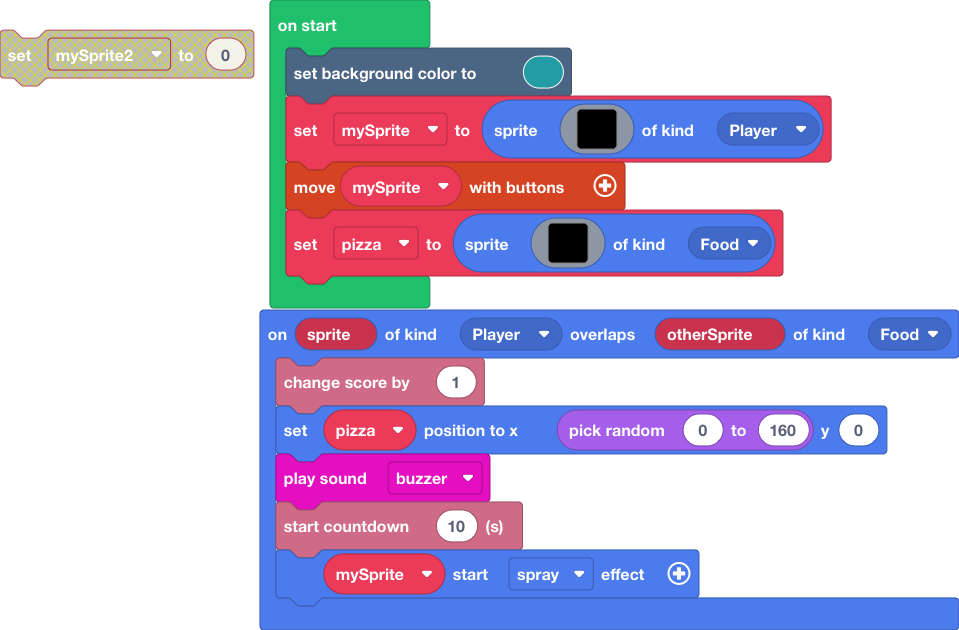 on start
set mySprite2 to 0
set background color to
set mySprite to sprite of kind Player
move mySprite with buttons
set pizza to sprite of kind Food
on sprite of kind Player overlaps otherSprite of kind Food
change score by 1
set pizza position to x pick random 0 to 160 y 0
play sound buzzer
start countdown 10 (s)
mySprite start spray effect